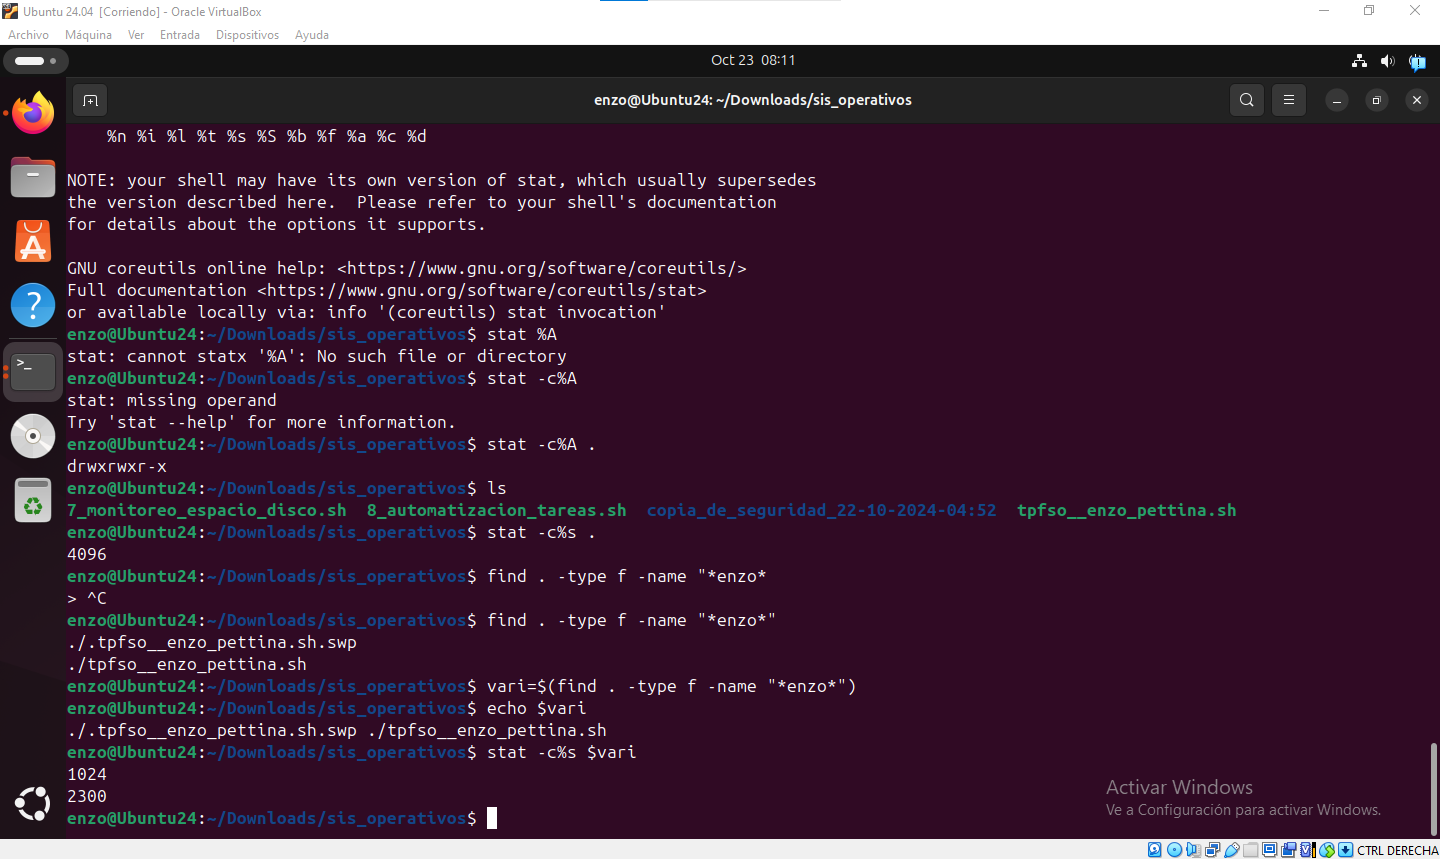 Ubuntu 24.04 [Corriendo] - Oracle VirtualBox
Archivo Máquina Ver Entrada Dispositivos Ayuda
Oct 23 08:11
enzo@Ubuntu24: ~/Downloads/sis_operativos
%n %i %l %t %s %S %b %f %a %c %d
NOTE: your shell may have its own version of stat, which usually supersedes
the version described here.  Please refer to your shell's documentation
for details about the options it supports.
GNU coreutils online help: <https://www.gnu.org/software/coreutils/>
Full documentation <https://www.gnu.org/software/coreutils/stat>
or available locally via: info '(coreutils) stat invocation'
enzo@Ubuntu24:~/Downloads/sis_operativos$ stat %A
stat: cannot statx '%A': No such file or directory
enzo@Ubuntu24:~/Downloads/sis_operativos$ stat -c%A
stat: missing operand
Try 'stat --help' for more information.
enzo@Ubuntu24:~/Downloads/sis_operativos$ stat -c%A .
drwxrwxr-x
enzo@Ubuntu24:~/Downloads/sis_operativos$ ls
7_monitoreo_espacio_disco.sh  8_automatizacion_tareas.sh  copia_de_seguridad_22-10-2024-04:52  tpfso__enzo_pettina.sh
enzo@Ubuntu24:~/Downloads/sis_operativos$ stat -c%s .
4096
enzo@Ubuntu24:~/Downloads/sis_operativos$ find . -type f -name "*enzo*
> ^C
enzo@Ubuntu24:~/Downloads/sis_operativos$ find . -type f -name "*enzo*"
./.tpfso__enzo_pettina.sh.swp
./tpfso__enzo_pettina.sh
enzo@Ubuntu24:~/Downloads/sis_operativos$ vari=$(find . -type f -name "*enzo*")
enzo@Ubuntu24:~/Downloads/sis_operativos$ echo $vari
./.tpfso__enzo_pettina.sh.swp ./tpfso__enzo_pettina.sh
enzo@Ubuntu24:~/Downloads/sis_operativos$ stat -c%s $vari
1024
2300
enzo@Ubuntu24:~/Downloads/sis_operativos$
Activar Windows
Ve a Configuración para activar Windows.
CTRL DERECHA